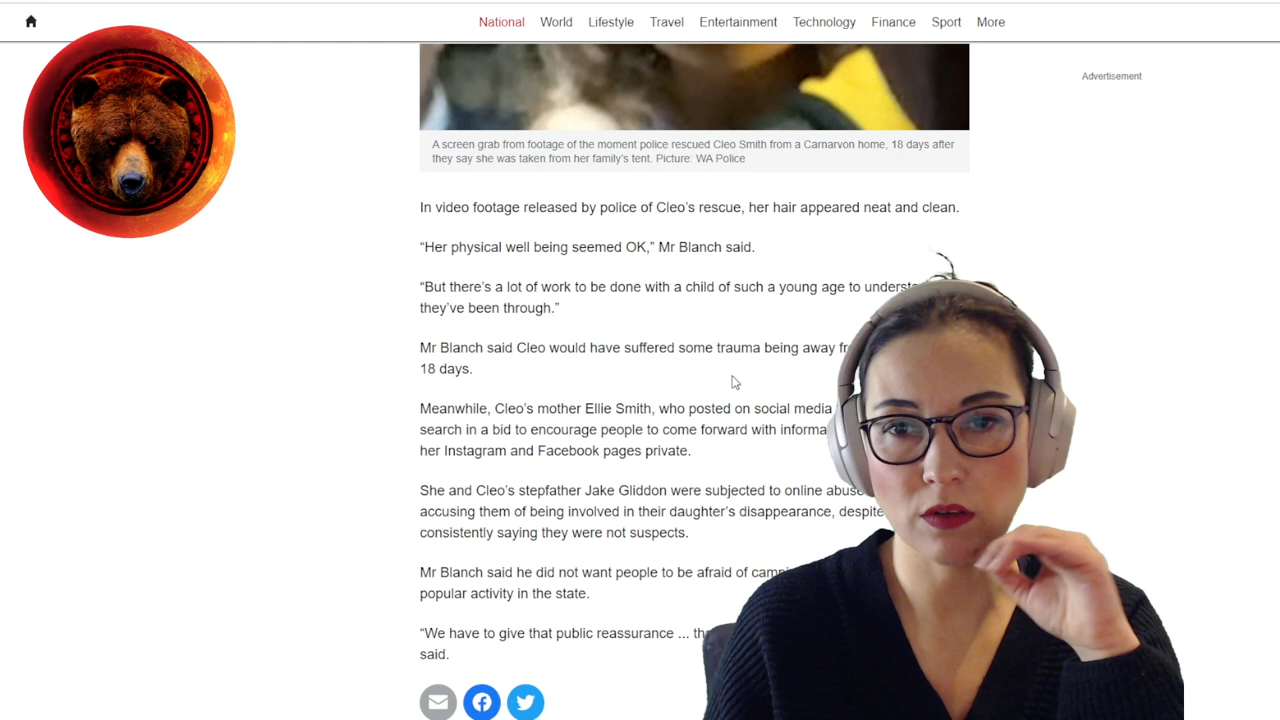 National World Lifestyle Travel Entertainment Technology Finance Sport More
Advertisement
A screen grab from footage of the moment police rescued Cleo Smith from a Carnarvon home, 18 days after
they say she was taken from her family's tent. Picture: WA Police
In video footage released by police of Cleo's rescue, her hair appeared neat and clean.
“Her physical well being seemed OK,” Mr Blanch said.
“But there's a lot of work to be done with a child of such a young age to
they've been through.”
Mr Blanch said Cleo would have suffered some trauma being away
18 days.
Meanwhile, Cleo's mother Ellie Smith, who posted on social media
search in a bid to encourage people to come forward with
her Instagram and Facebook pages private.
She and Cleo's stepfather Jake Gliddon were subjected to online abuse
accusing them of being involved in their daughter's disappearance, despite
consistently saying they were not suspects.
Mr Blanch said he did not want people to be afraid of
popular activity in the state.
“We have to give that public reassurance ...
said.